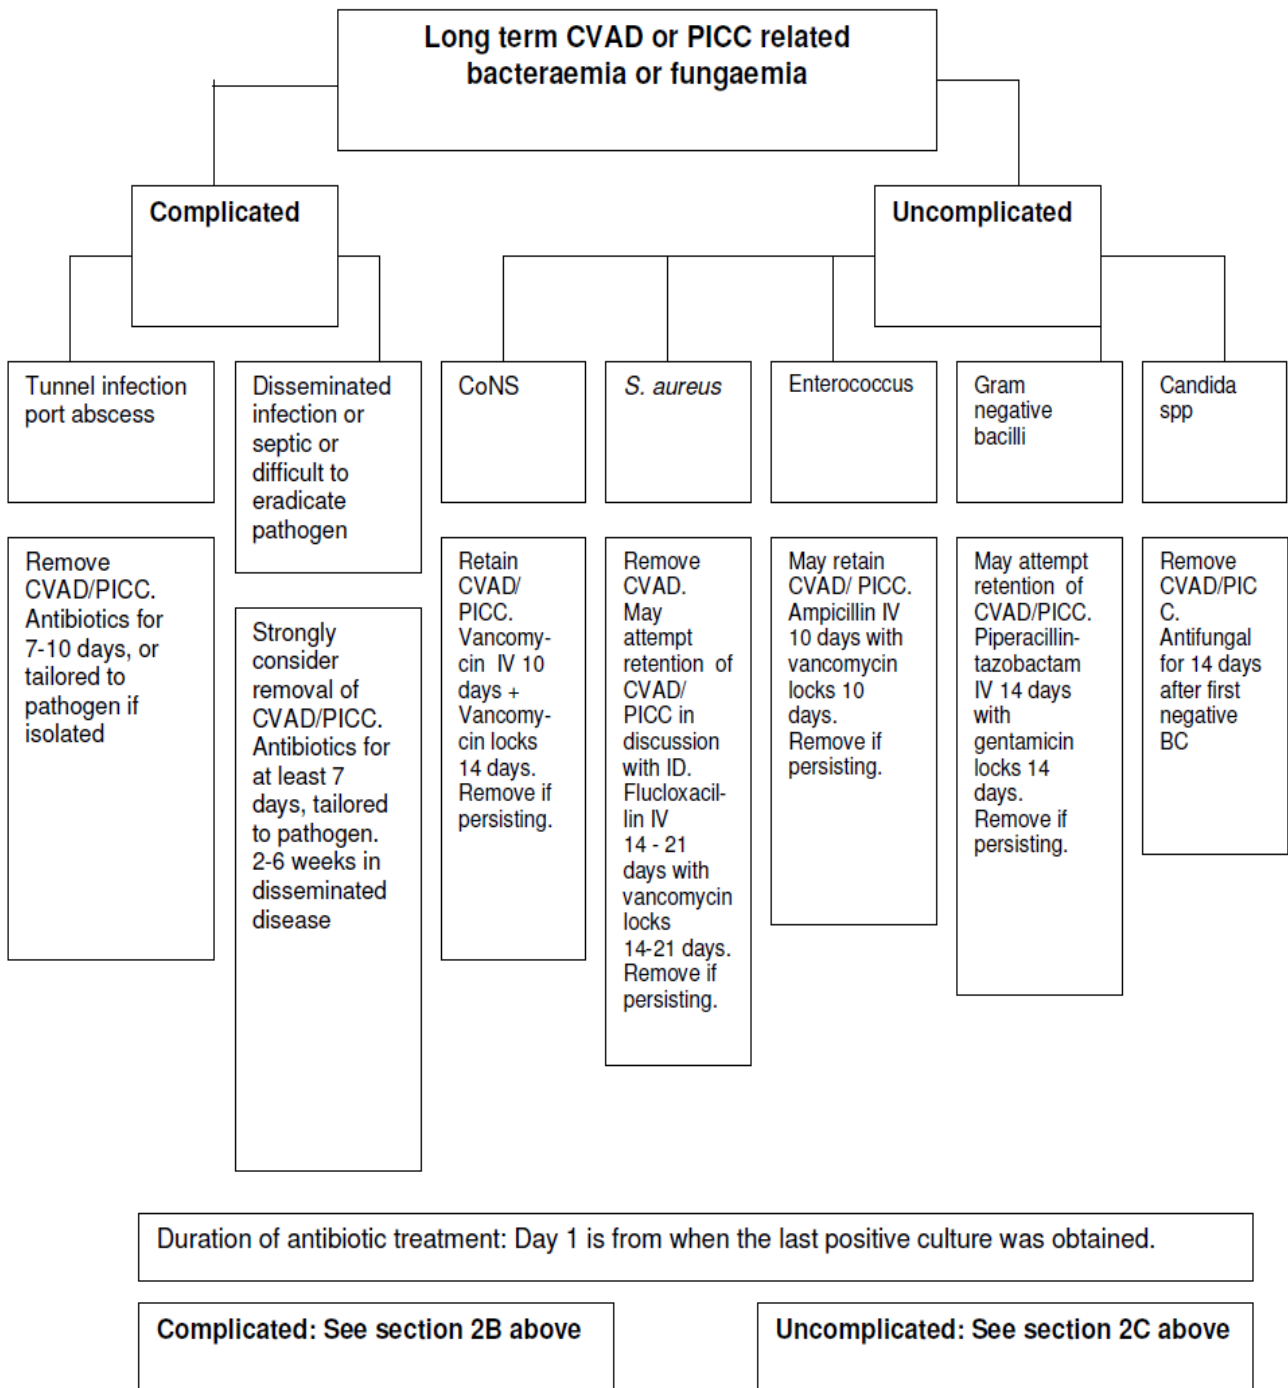 Long term CVAD or PICC related
bacteraemia or fungaemia
Complicated
Uncomplicated
Tunnel infection
port abscess
Disseminated
infection or
septic or
difficult to
eradicate
pathogen
CoNS
S. aureus
Enterococcus
Gram
negative
bacilli
Candida
spp
Remove
CVAD/PICC.
Antibiotics for
7-10 days, or
tailored to
pathogen if
isolated
Strongly
consider
removal of
CVAD/PICC.
Antibiotics for
at least 7
days, tailored
to pathogen.
2-6 weeks in
disseminated
disease
Retain
CVAD/
PICC.
Vancomy-
cin IV 10
days +
Vancomy-
cin locks
14 days.
Remove if
persisting.
Remove
CVAD.
May
attempt
retention of
CVAD/
PICC in
discussion
with ID.
Flucloxacil-
lin IV
14 - 21
days with
vancomycin
locks
14-21 days.
Remove if
persisting.
May retain
CVAD/ PICC.
Ampicillin IV
10 days with
vancomycin
locks 10
days.
Remove if
persisting.
May attempt
retention of
CVAD/PICC.
Piperacillin-
tazobactam
IV 14 days
with
gentamicin
locks 14
days.
Remove if
persisting.
Remove
CVAD/PIC
C.
Antifungal
for 14 days
after first
negative
BC
Duration of antibiotic treatment: Day 1 is from when the last positive culture was obtained.
Complicated: See section 2B above
Uncomplicated: See section 2C above